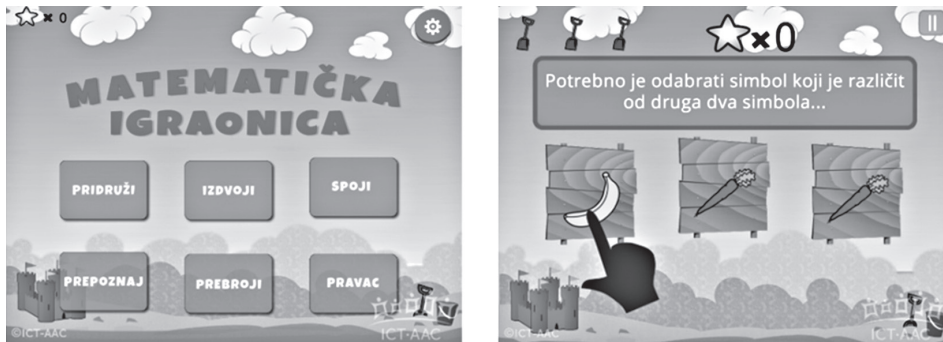 × 0
MATEMATIČKA
IGRAONICA
PRIDRUŽI
IZDVOJI
SPOJI
PREPOZNAJ
PREBROJI
PRAVAC
©ICT-AAC
ICT-AAC
×0
Potrebno je odabrati simbol koji je različit
od druga dva simbola...
©ICT-AAC
ICT-AAC